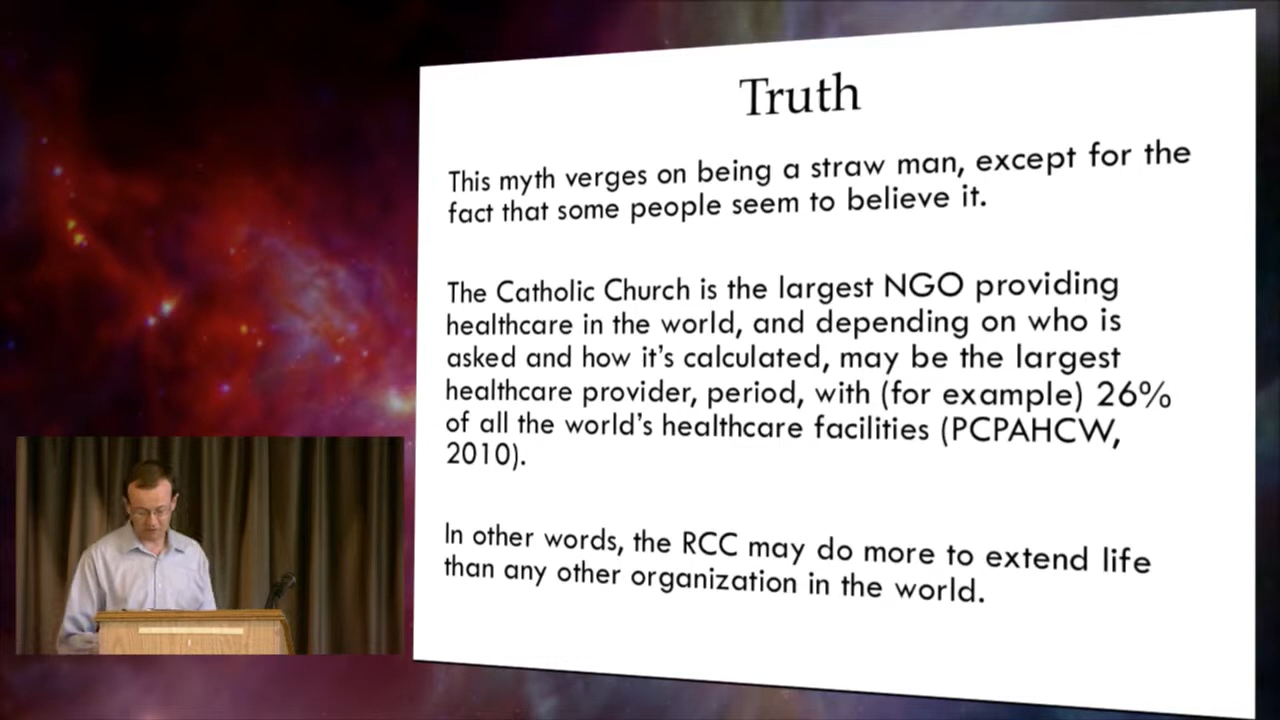 Truth
This myth verges on being a straw man, except for the
fact that some people seem to believe it.
The Catholic Church is the largest NGO providing
healthcare in the world, and depending on who is
asked and how it's calculated, may be the largest
healthcare provider, period, with (for example) 26%
of all the world's healthcare facilities (PCPAHCW,
2010).
In other words, the RCC may do more to extend life
than any other organization in the world.